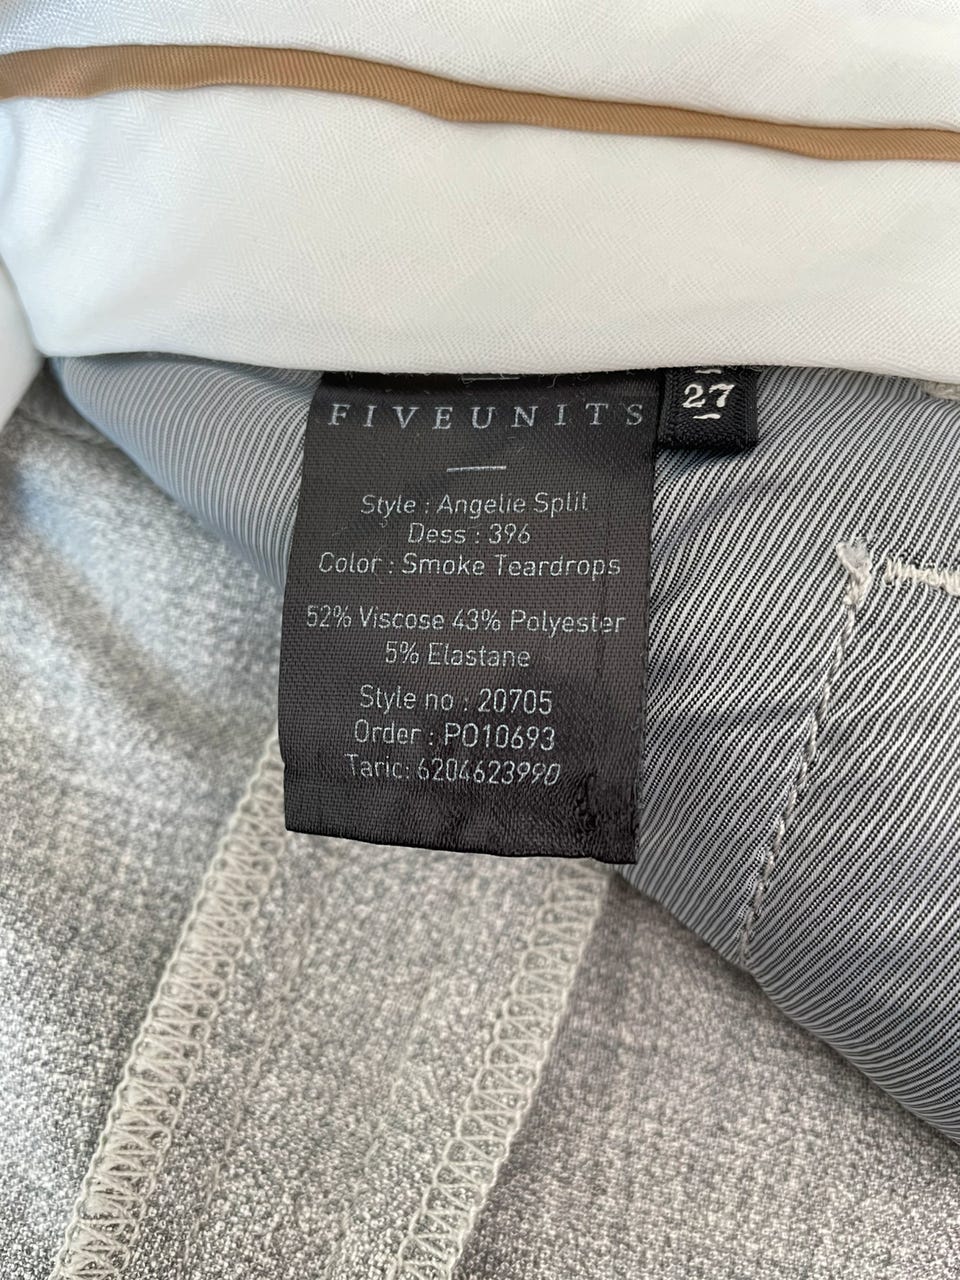 FIVEUNITS
27
Style : Angelie Split
Dess : 396
Color : Smoke Teardrops
52% Viscose 43% Polyester
5% Elastane
Style no : 20705
Order : PO10693
Taric: 6204623990